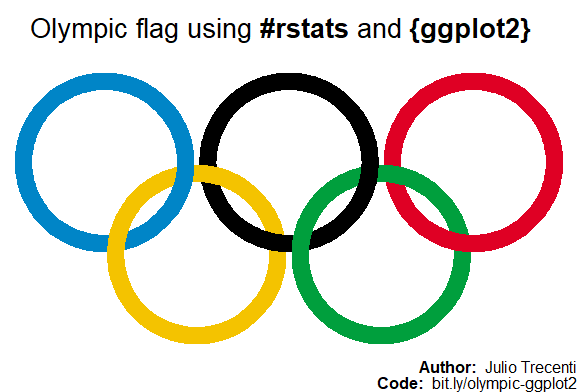 Olympic flag using #rstats and {ggplot2}
Author: Julio Trecenti
Code: bit.ly/olympic-ggplot2